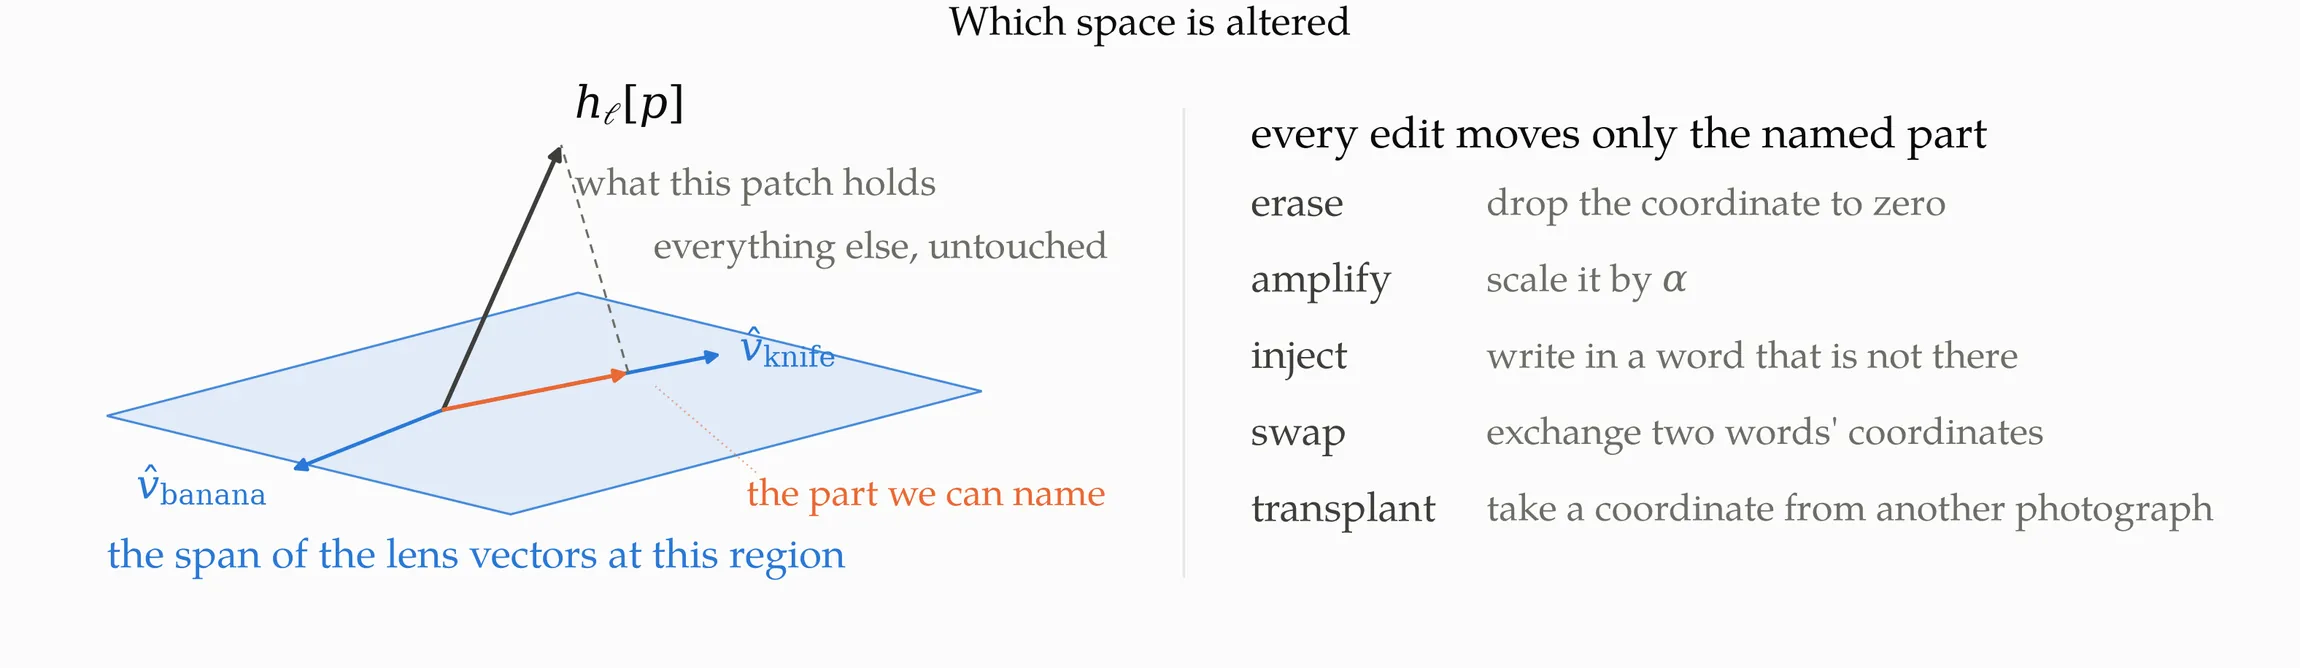 Which space is altered
hℓ[p]
what this patch holds
everything else, untouched
v̂knife
v̂banana
the part we can name
the span of the lens vectors at this region
every edit moves only the named part
erase drop the coordinate to zero
amplify scale it by α
inject write in a word that is not there
swap exchange two words' coordinates
transplant take a coordinate from another photograph